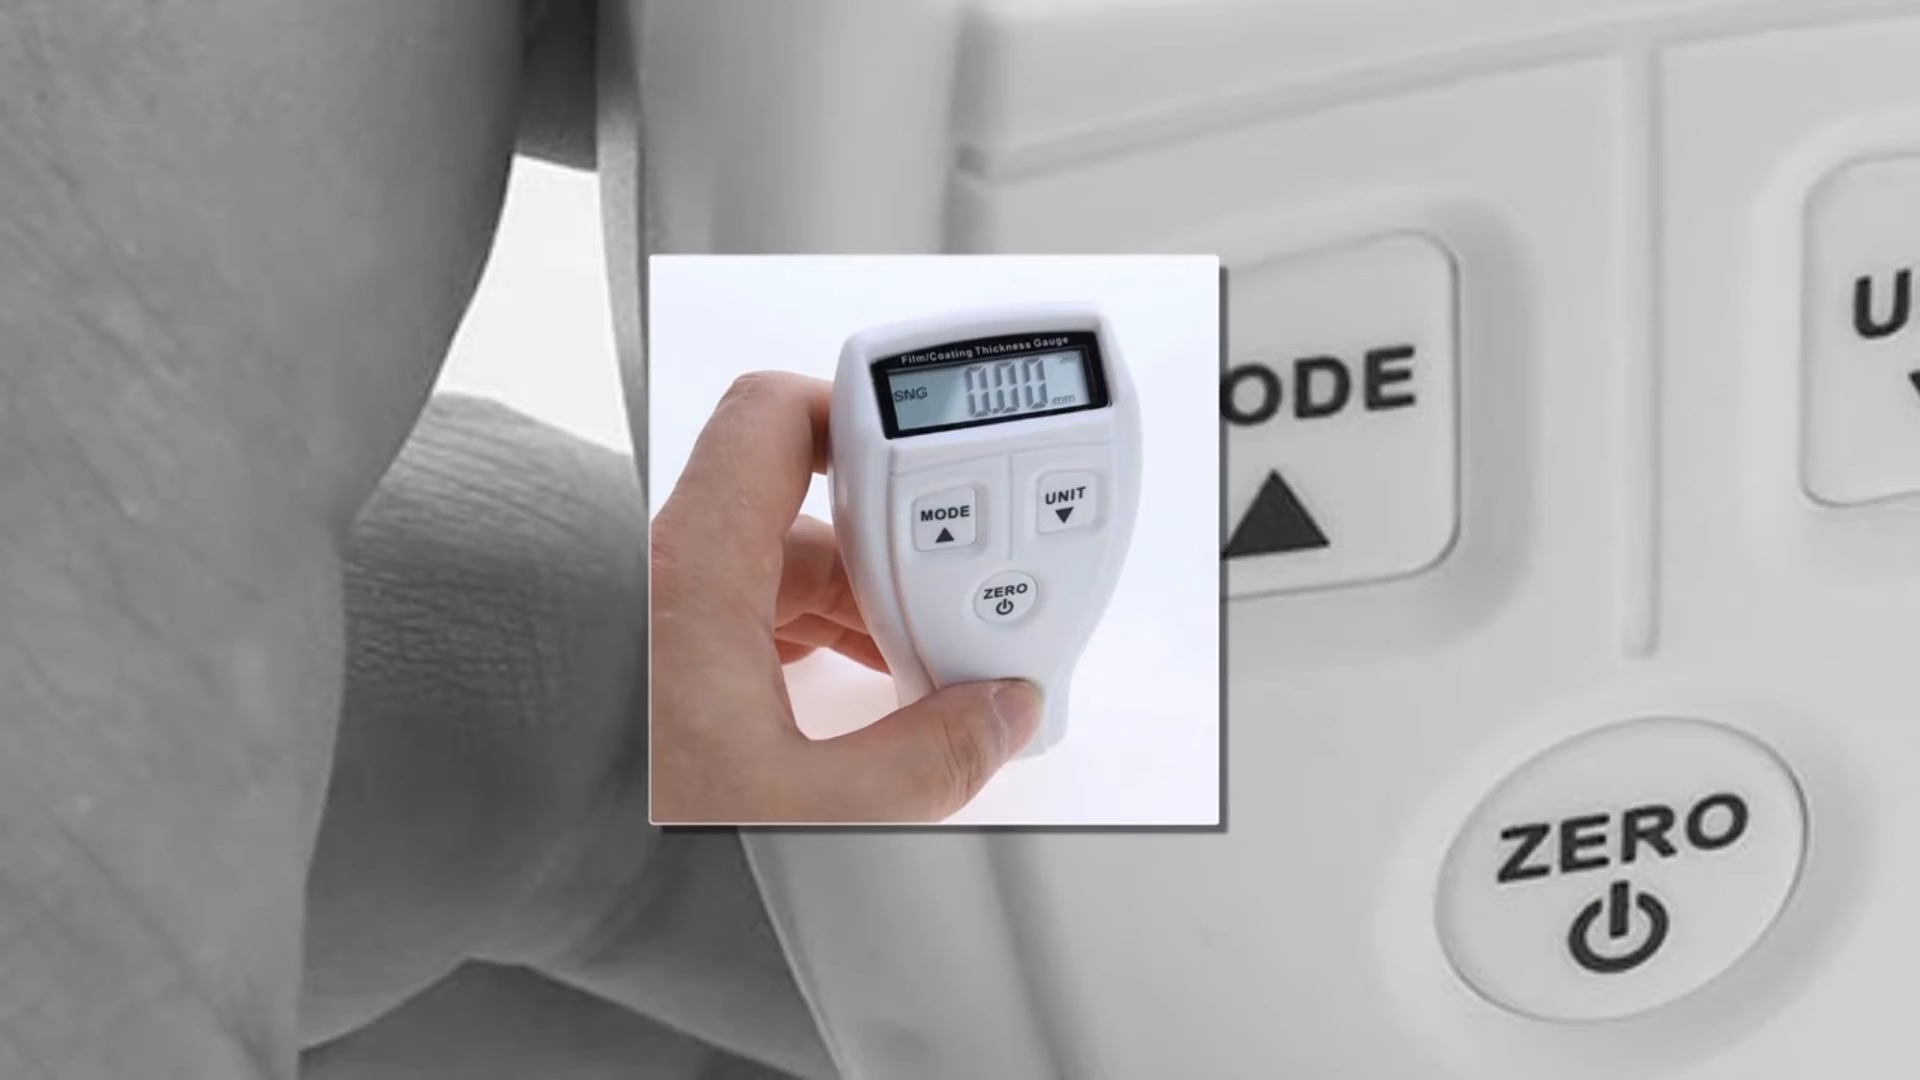 Film/Coating Thickness Gauge
SNG
0.00 mm
MODE
UNIT
ZERO
ODE
U
ZERO